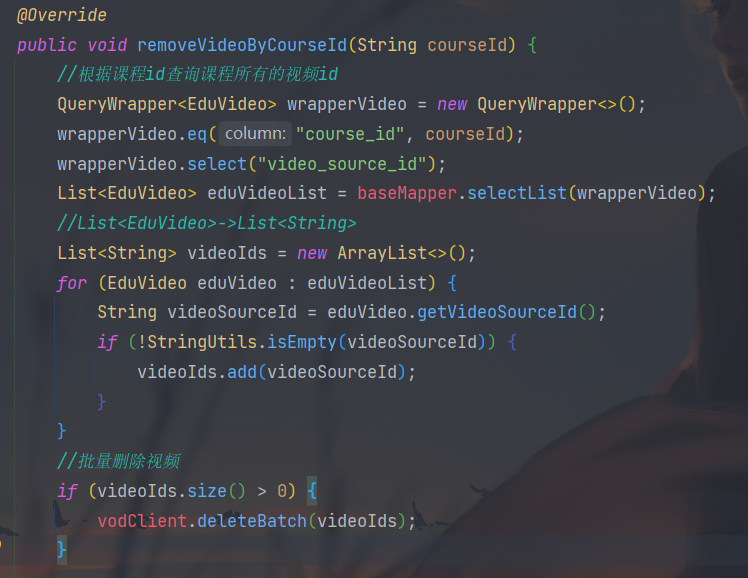 @Override
public void removeVideoByCourseId(String courseId) {
//根据课程id查询课程所有的视频id
QueryWrapper<EduVideo> wrapperVideo = new QueryWrapper<>();
wrapperVideo.eq( column: "course_id", courseId);
wrapperVideo.select("video_source_id");
List<EduVideo> eduVideoList = baseMapper.selectList(wrapperVideo);
//List<EduVideo>->List<String>
List<String> videoIds = new ArrayList<>();
for (EduVideo eduVideo : eduVideoList) {
String videoSourceId = eduVideo.getVideoSourceId();
if (!StringUtils.isEmpty(videoSourceId)) {
videoIds.add(videoSourceId);
}
}
//批量删除视频
if (videoIds.size() > 0) {
vodClient.deleteBatch(videoIds);
}